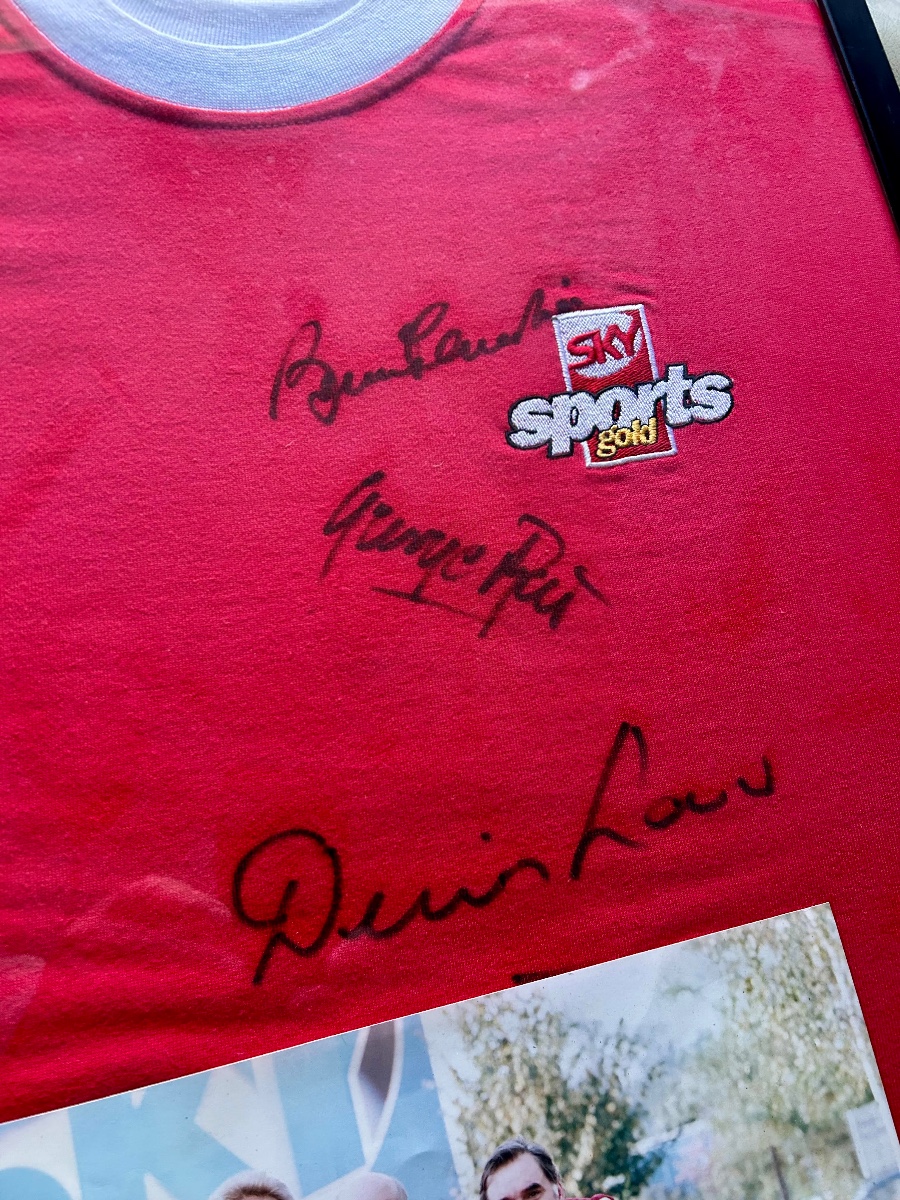 SKY
sports
gold
George Best
Denis Law